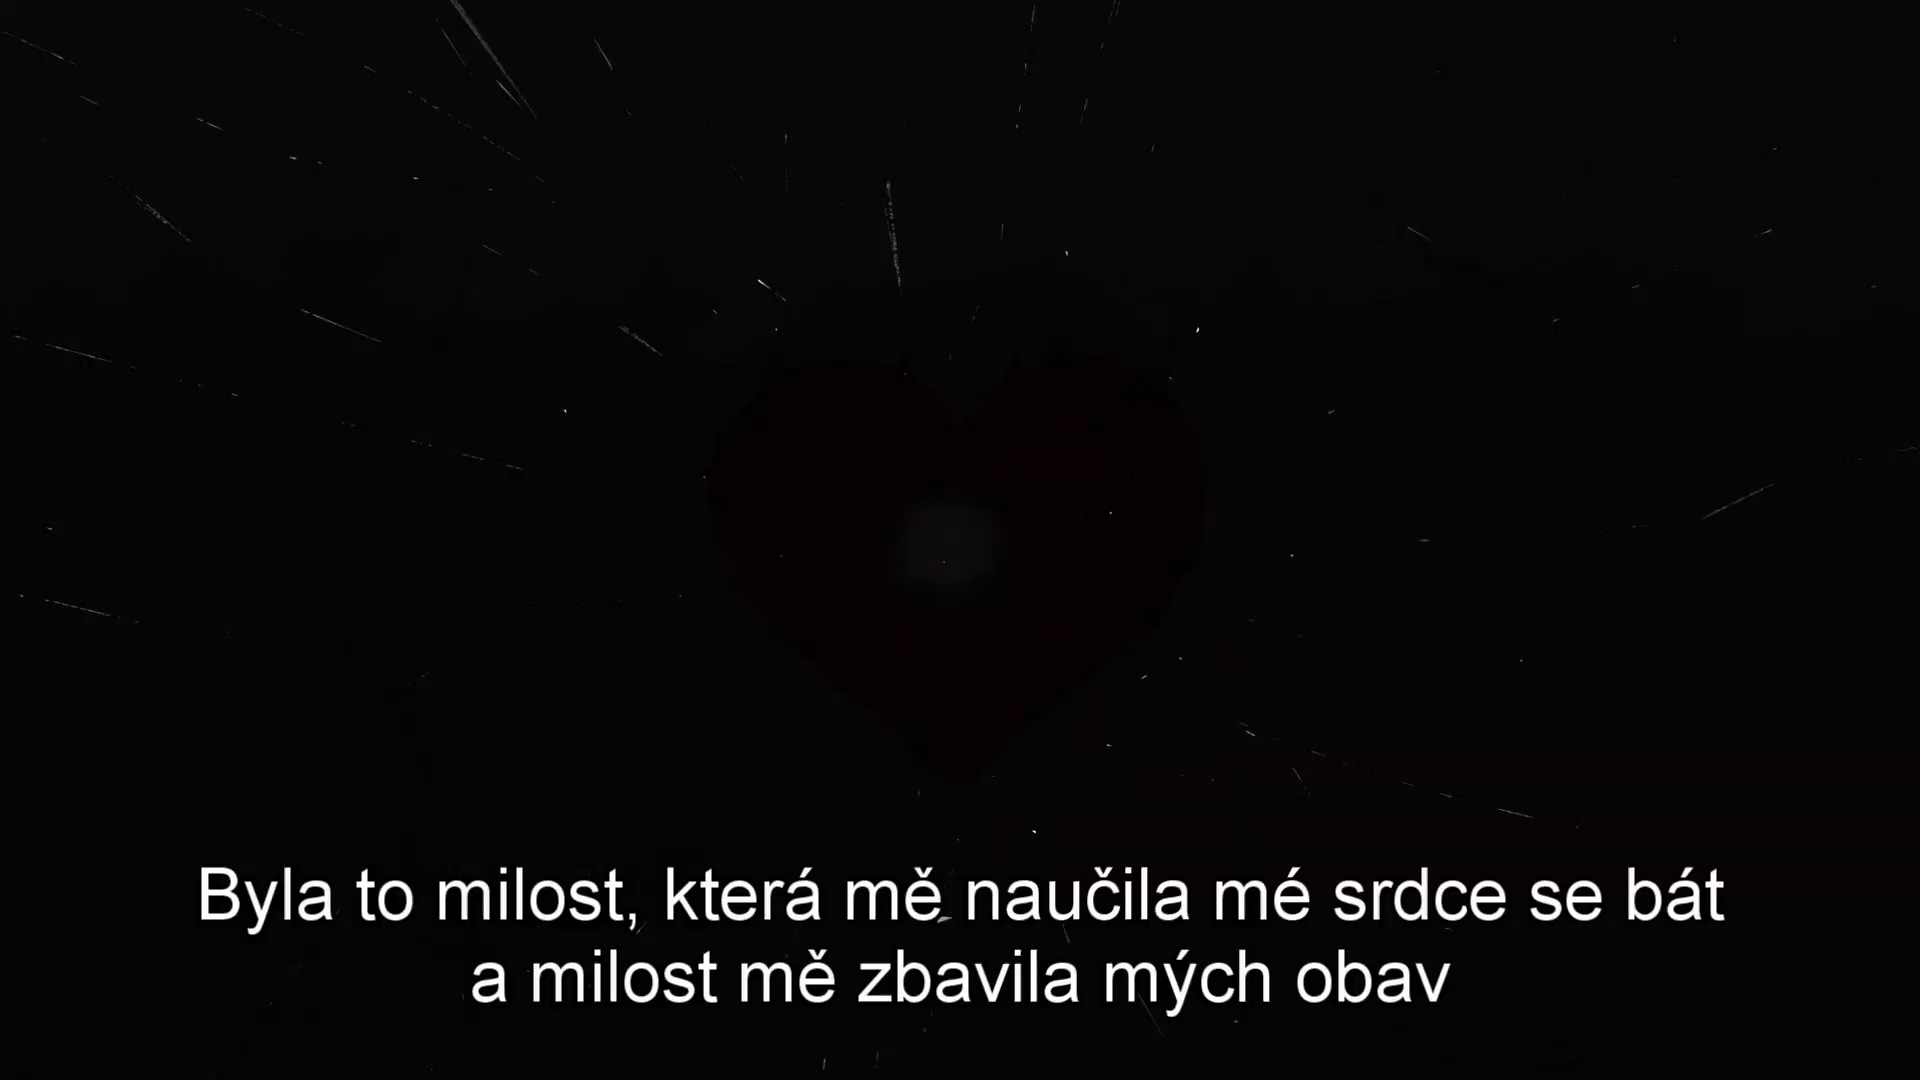 Byla to milost, která mě naučila mé srdce se bát
a milost mě zbavila mých obav